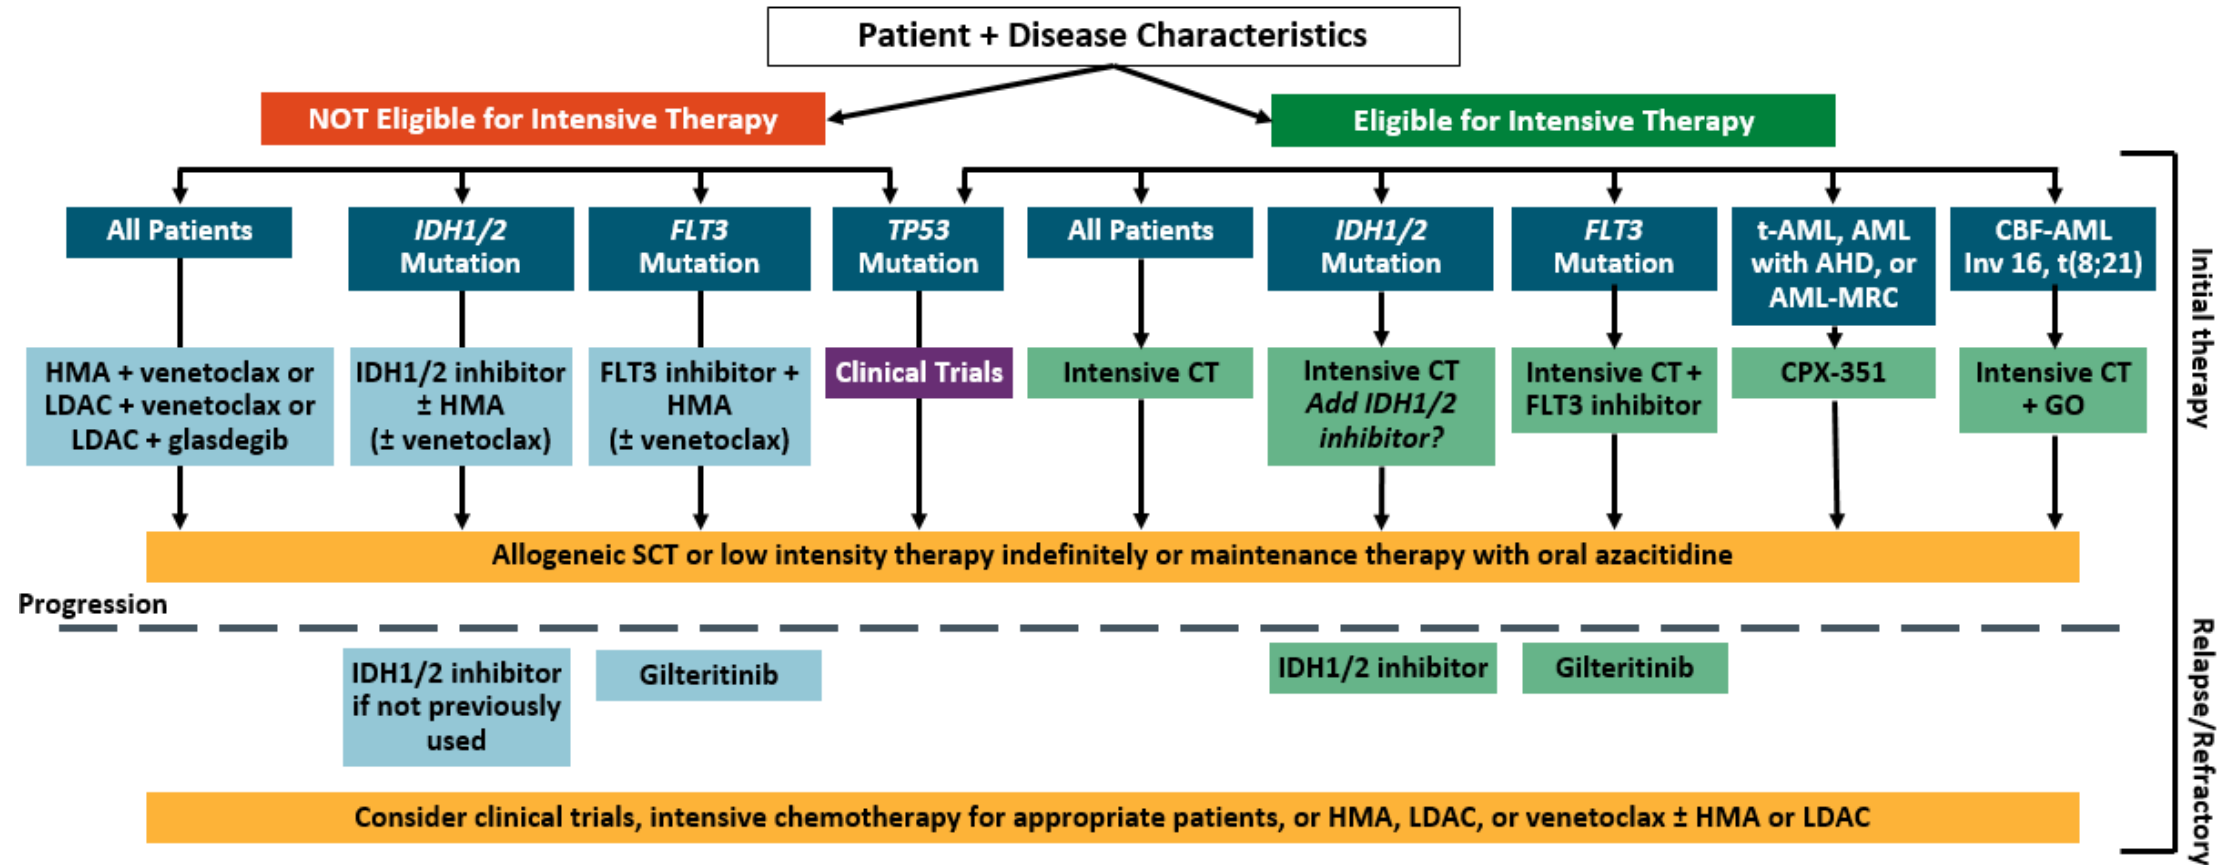 Patient + Disease Characteristics
NOT Eligible for Intensive Therapy
Eligible for Intensive Therapy
All Patients
IDH1/2
Mutation
FLT3
Mutation
TP53
Mutation
All Patients
IDH1/2
Mutation
FLT3
Mutation
t-AML, AML
with AHD, or
AML-MRC
CBF-AML
Inv 16, t(8;21)
HMA + venetoclax or
LDAC + venetoclax or
LDAC + glasdegib
IDH1/2 inhibitor
± HMA
(± venetoclax)
FLT3 inhibitor +
HMA
(± venetoclax)
Clinical Trials
Intensive CT
Intensive CT
Add IDH1/2
inhibitor?
Intensive CT +
FLT3 inhibitor
CPX-351
Intensive CT
+ GO
Initial therapy
Allogeneic SCT or low intensity therapy indefinitely or maintenance therapy with oral azacitidine
Progression
IDH1/2 inhibitor
if not previously
used
Gilteritinib
IDH1/2 inhibitor
Gilteritinib
Relapse/Refractory
Consider clinical trials, intensive chemotherapy for appropriate patients, or HMA, LDAC, or venetoclax ± HMA or LDAC